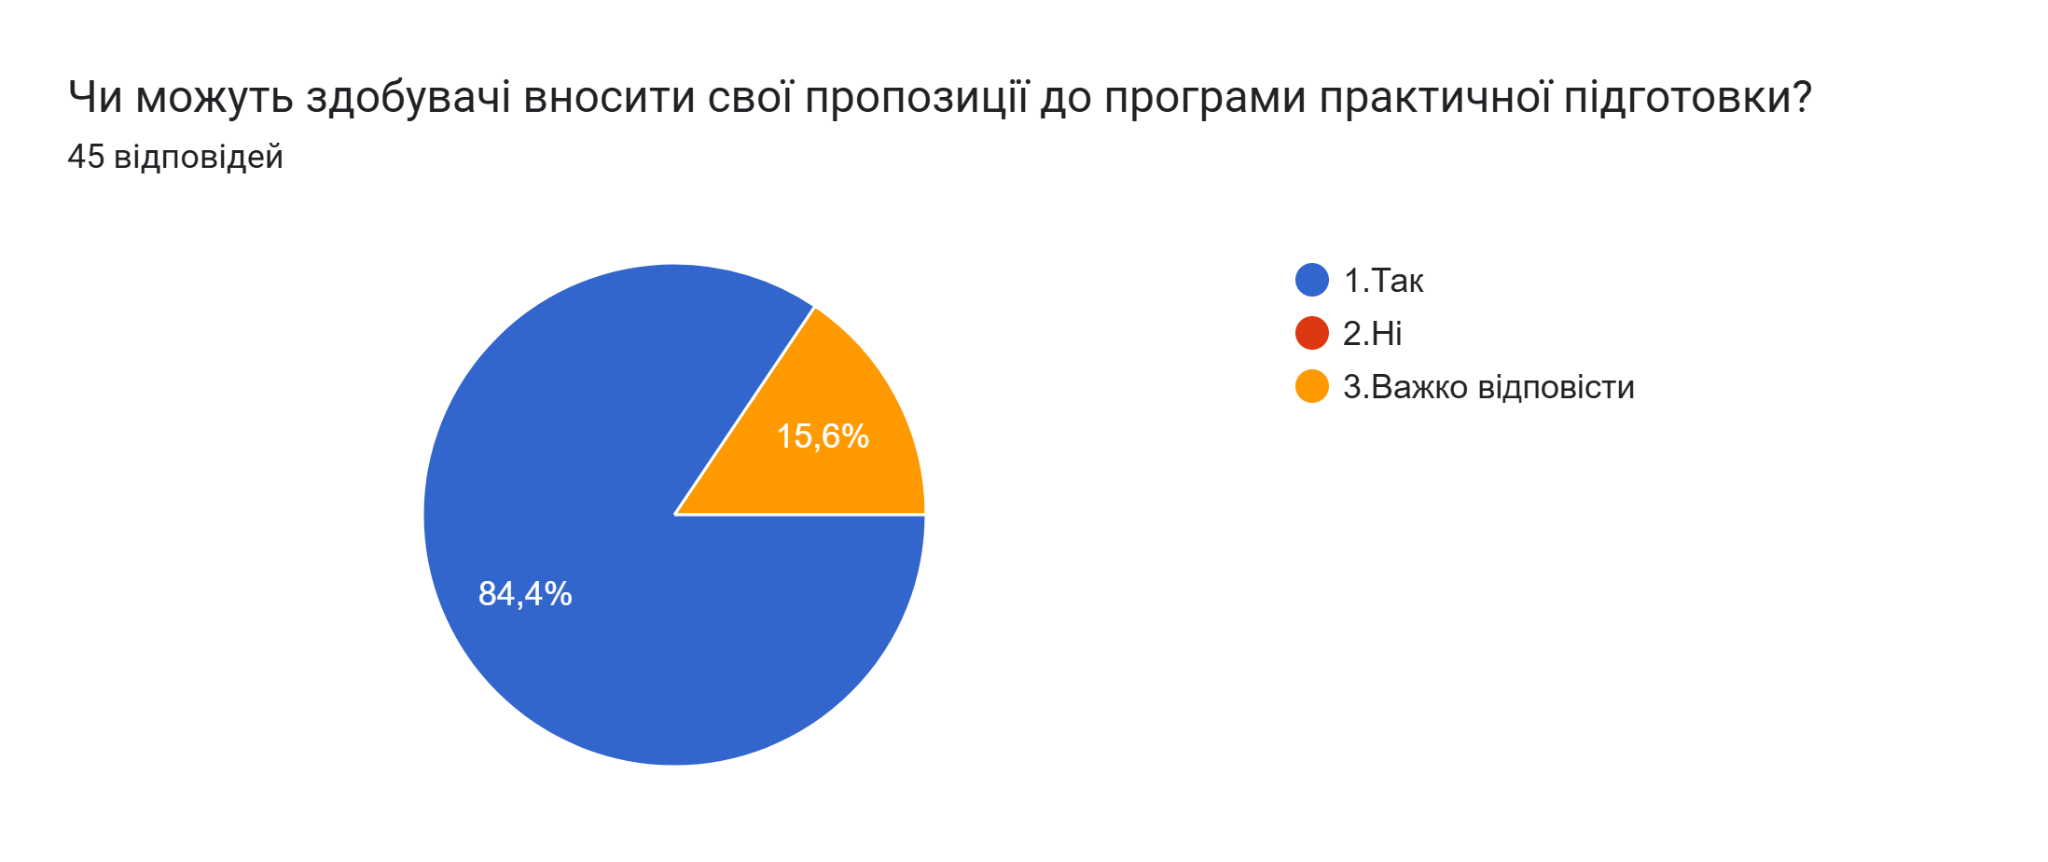 Чи можуть здобувачі вносити свої пропозиції до програми практичної підготовки?
45 відповідей
1.Так
2.Ні
3.Важко відповісти
15,6%
84,4%